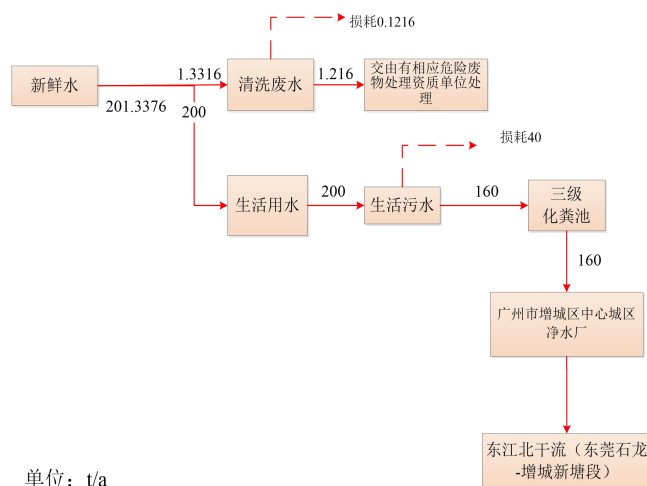 损耗0.1216
新鲜水
1.3316
清洗废水
1.216
交由有相应危险废
物处理资质单位处
理
201.3376
200
损耗40
生活用水
200
生活污水
160
三级
化粪池
160
广州市增城区中心城区
净水厂
东江北干流（东莞石龙
-增城新塘段）
单位：t/a